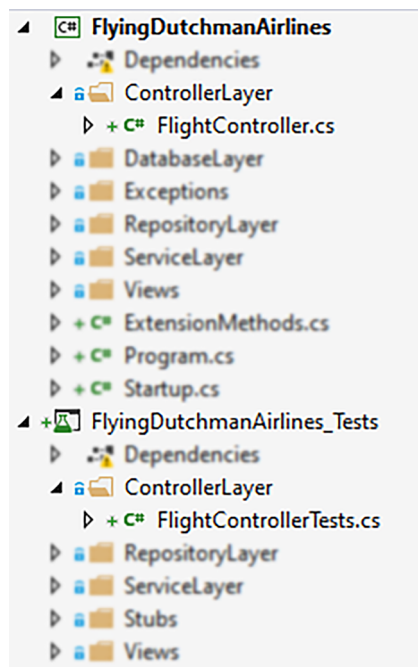 C# FlyingDutchmanAirlines
Dependencies
ControllerLayer
+ C# FlightController.cs
DatabaseLayer
Exceptions
RepositoryLayer
ServiceLayer
Views
+ C# ExtensionMethods.cs
+ C# Program.cs
+ C# Startup.cs
+ FlyingDutchmanAirlines_Tests
Dependencies
ControllerLayer
+ C# FlightControllerTests.cs
RepositoryLayer
ServiceLayer
Stubs
Views